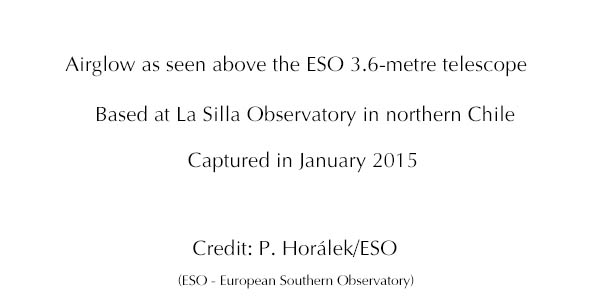 Airglow as seen above the ESO 3.6-metre telescope
Based at La Silla Observatory in northern Chile
Captured in January 2015
Credit: P. Horálek/ESO
(ESO - European Southern Observatory)